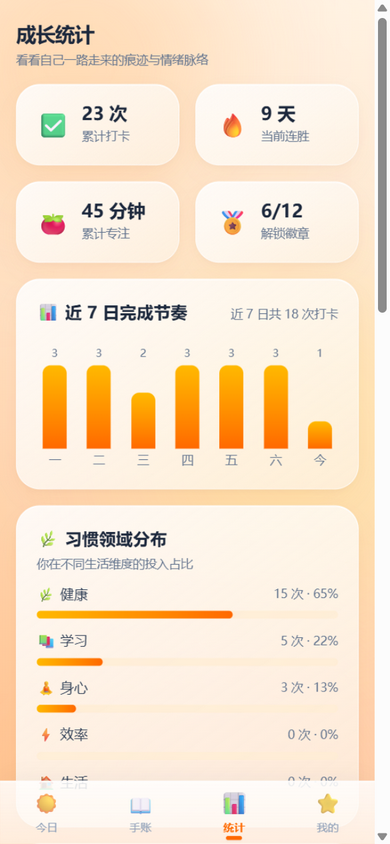 成长统计
看看自己一路走来的痕迹与情绪脉络
23 次
累计打卡
9 天
当前连胜
45 分钟
累计专注
6/12
解锁徽章
近 7 日完成节奏
近 7 日共 18 次打卡
3 3 2 3 3 3 1
一 二 三 四 五 六 今
习惯领域分布
你在不同生活维度的投入占比
健康 15 次 · 65%
学习 5 次 · 22%
身心 3 次 · 13%
效率 0 次 · 0%
生活 0 次 · 0%
今日 手账 统计 我的